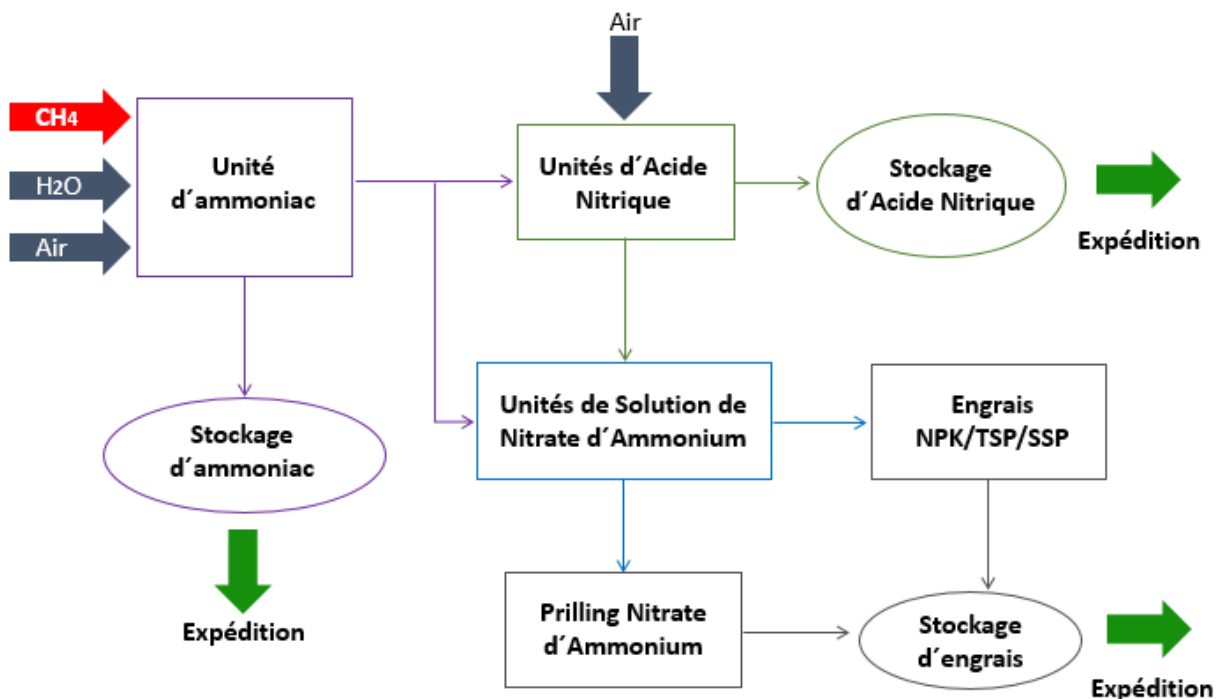 Air
CH4
H2O
Air
Unité
d´ammoniac
Unités d´Acide
Nitrique
Stockage
d´Acide Nitrique
Expédition
Stockage
d´ammoniac
Expédition
Unités de Solution de
Nitrate d´Ammonium
Engrais
NPK/TSP/SSP
Prilling Nitrate
d´Ammonium
Stockage
d´engrais
Expédition